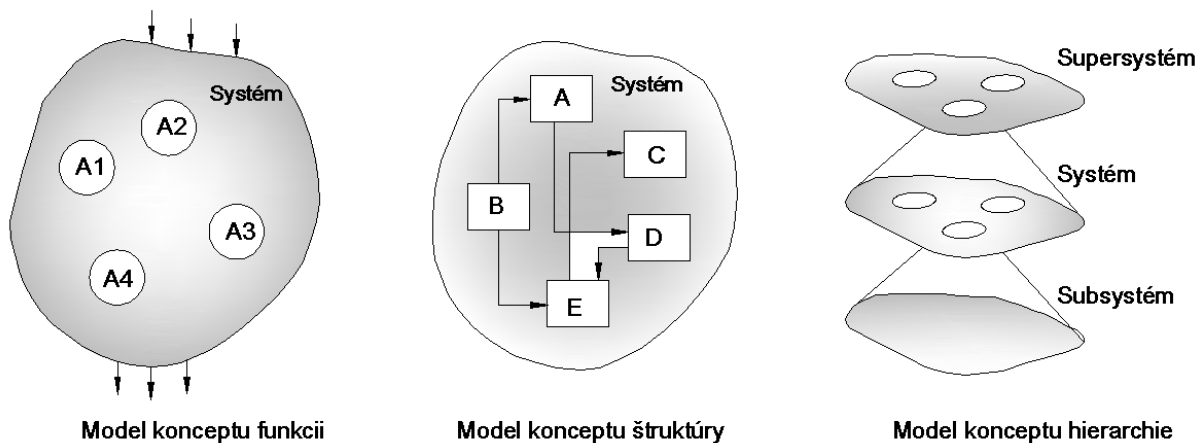 Systém
A2
A1
A3
A4
Model konceptu funkcii
Systém
A
C
B
D
E
Model konceptu štruktúry
Supersystém
Systém
Subsystém
Model konceptu hierarchie